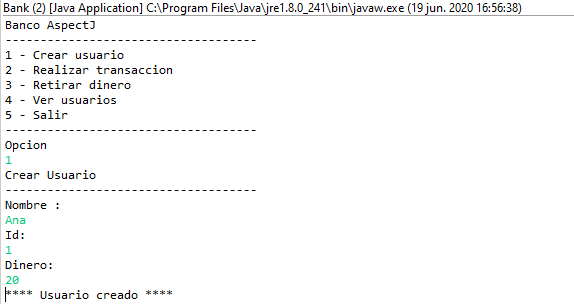 Bank (2) [Java Application] C:\Program Files\Java\jre1.8.0_241\bin\javaw.exe (19 jun. 2020 16:56:38)
Banco AspectJ
-----------------------------------
1 - Crear usuario
2 - Realizar transaccion
3 - Retirar dinero
4 - Ver usuarios
5 - Salir
-----------------------------------
Opcion
1
Crear Usuario
-----------------------------------
Nombre :
Ana
Id:
1
Dinero:
20
**** Usuario creado ****